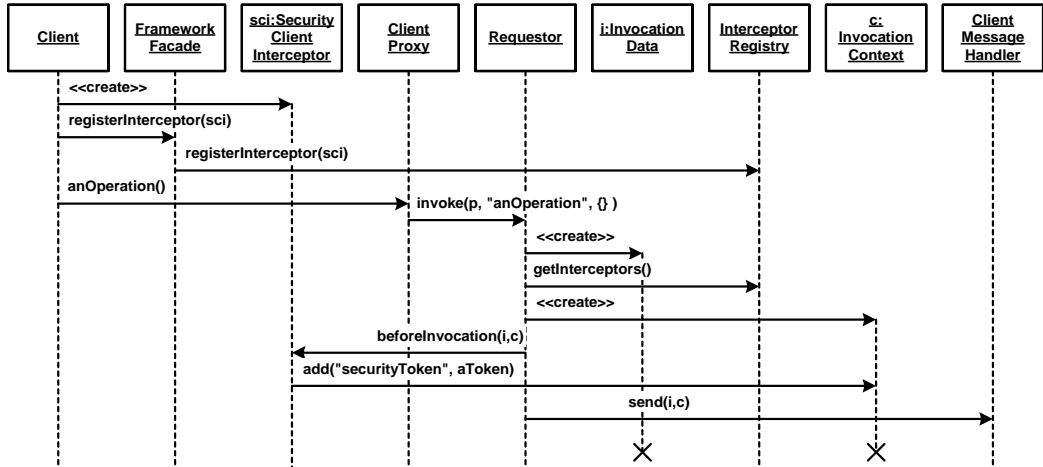 Client
Framework
Facade
sci:Security
Client
Interceptor
Client
Proxy
Requestor
i:Invocation
Data
Interceptor
Registry
c:
Invocation
Context
Client
Message
Handler
<<create>>
registerInterceptor(sci)
registerInterceptor(sci)
anOperation()
invoke(p, "anOperation", {} )
<<create>>
getInterceptors()
<<create>>
beforeInvocation(i,c)
add("securityToken", aToken)
send(i,c)